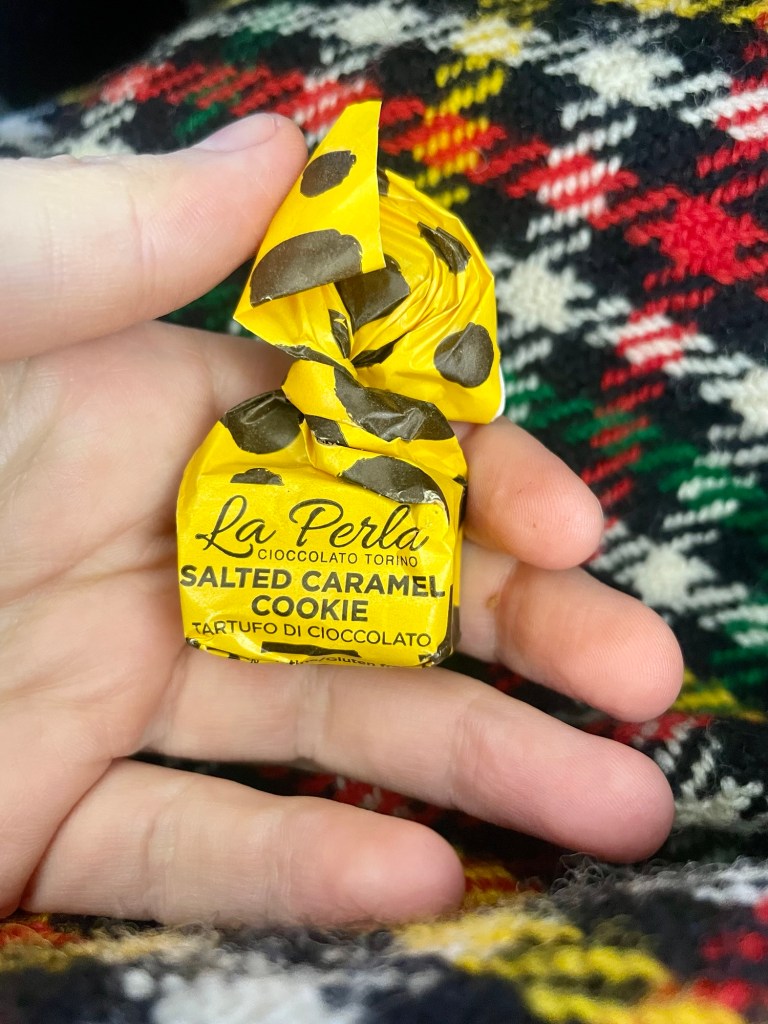 La Perla
CIOCCOLATO TORINO
SALTED CARAMEL
COOKIE
TARTUFO DI CIOCCOLATO